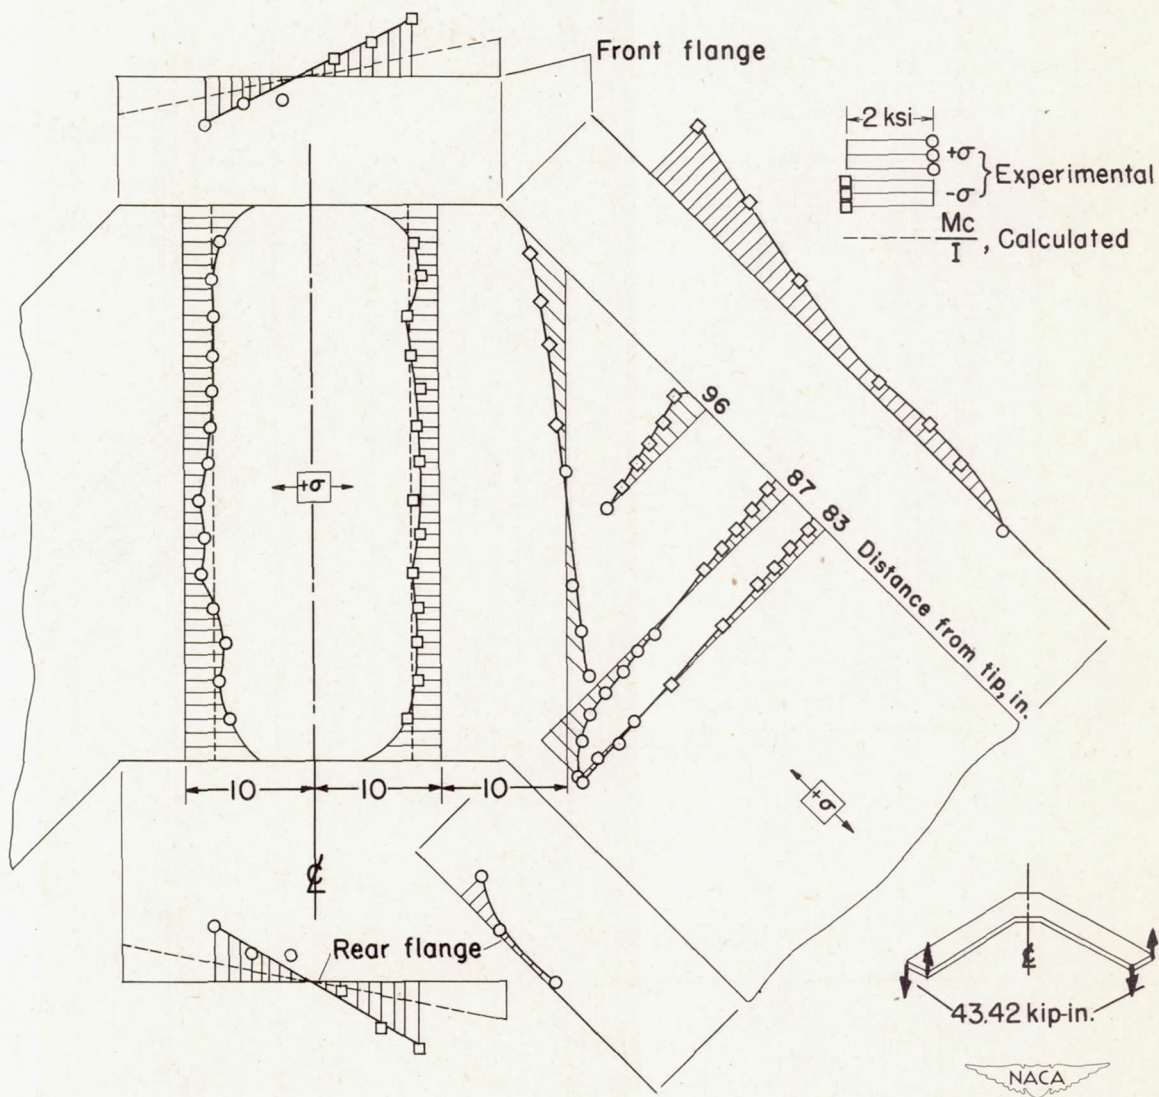 Front flange
2 ksi
+σ
-σ
Experimental
Mc
I
, Calculated
96
87
83
Distance from tip, in.
+σ
+σ
10
10
10
℄
Rear flange
℄
43.42 kip-in.
NACA